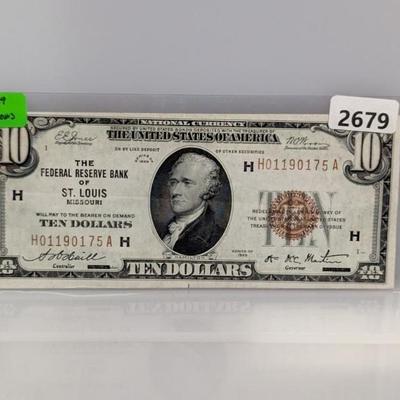 2679
NATIONAL CURRENCY
SECURED BY UNITED STATES BONDS DEPOSITED WITH THE TREASURER OF
THE UNITED STATES OF AMERICA
OR BY LIKE DEPOSIT OF OTHER SECURITIES
10
10
THE
FEDERAL RESERVE BANK
OF
ST. LOUIS
MISSOURI
WILL PAY TO THE BEARER ON DEMAND
TEN DOLLARS
H01190175A
H
H
H01190175A
H
H
TEN
HAMILTON
SERIES OF
1929
Controller
Governor
TEN DOLLARS